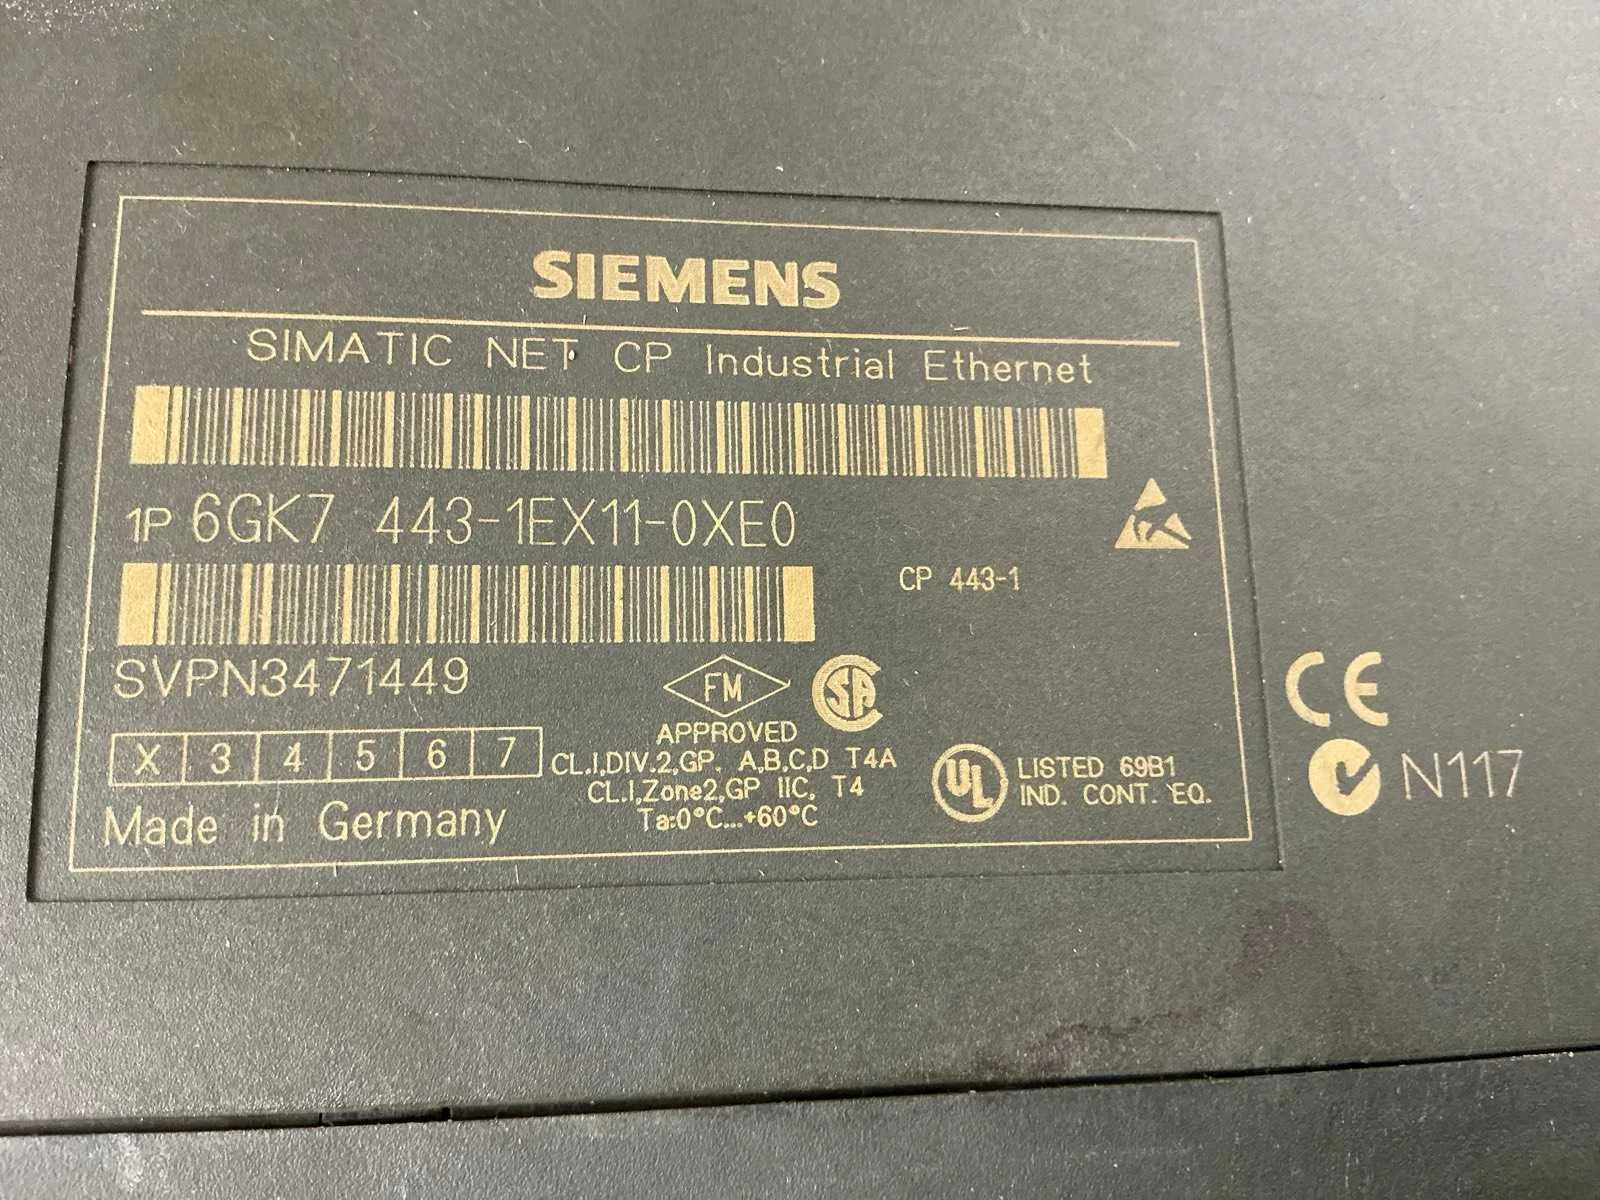 SIEMENS
SIMATIC NET CP Industrial Ethernet
1P 6GK7 443-1EX11-0XE0
CP 443-1
SVPN3471449
FM
APPROVED
SA
X 3 4 5 6 7
CL.I,DIV.2,GP. A,B,C,D T4A
CL.I,Zone2,GP IIC, T4
Ta:0°C...+60°C
UL
LISTED 69B1
IND. CONT. EQ.
Made in Germany
CE
N117